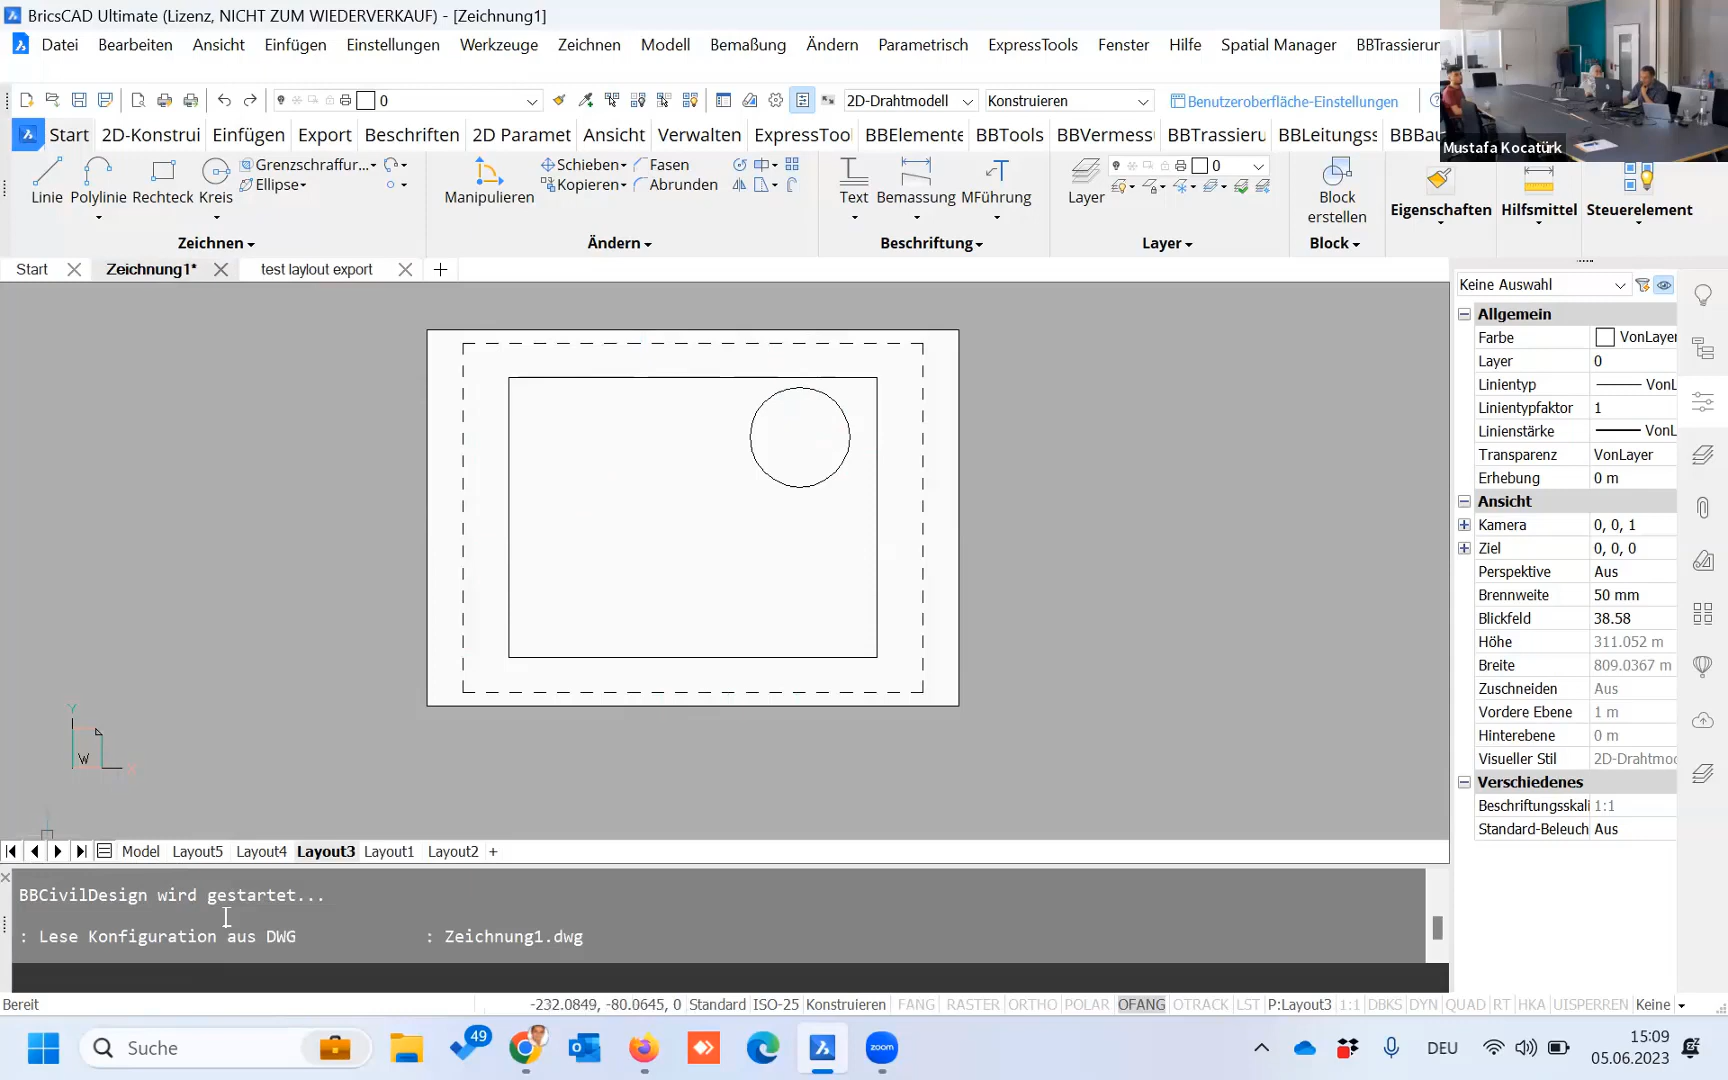 BricsCAD Ultimate (Lizenz, NICHT ZUM WIEDERVERKAUF) - [Zeichnung1]
Datei Bearbeiten Ansicht Einfügen Einstellungen Werkzeuge Zeichnen Modell Bemaßung Ändern Parametrisch ExpressTools Fenster Hilfe Spatial Manager BBTrassierun
0 2D-Drahtmodell Konstruieren Benutzeroberfläche-Einstellungen
Start 2D-Konstrui Einfügen Export Beschriften 2D Paramet Ansicht Verwalten ExpressToo BBElemente BBTools BBVermess BBTrassieru BBLeitungss BBBau
Mustafa Kocatürk
Linie Polylinie Rechteck Kreis Grenzschraffur... Ellipse
Manipulieren Schieben Fasen Kopieren Abrunden
Text Bemassung MFührung
Layer 0
Block erstellen
Eigenschaften Hilfsmittel Steuerelement
Zeichnen Ändern Beschriftung Layer Block
Start Zeichnung1* test laylout export
Keine Auswahl
Allgemein
Farbe VonLayer
Layer 0
Linientyp VonL
Linientypfaktor 1
Linienstärke VonL
Transparenz VonLayer
Erhebung 0 m
Ansicht
Kamera 0, 0, 1
Ziel 0, 0, 0
Perspektive Aus
Brennweite 50 mm
Blickfeld 38.58
Höhe 311.052 m
Breite 809.0367 m
Zuschneiden Aus
Vordere Ebene 1 m
Hinterebene 0 m
Visueller Stil 2D-Drahtmod
Verschiedenes
Beschriftungsskali 1:1
Standard-Beleuch Aus
Y
W
X
Model Layout5 Layout4 Layout3 Layout1 Layout2 +
BBCivilDesign wird gestartet...
: Lese Konfiguration aus DWG : Zeichnung1.dwg
Bereit -232.0849, -80.0645, 0 Standard ISO-25 Konstruieren FANG RASTER ORTHO POLAR OFANG OTRACK LST P:Layout3 1:1 DBKS DYN QUAD RT HKA UISPERREN Keine
Suche 49 zoom DEU 15:09
05.06.2023